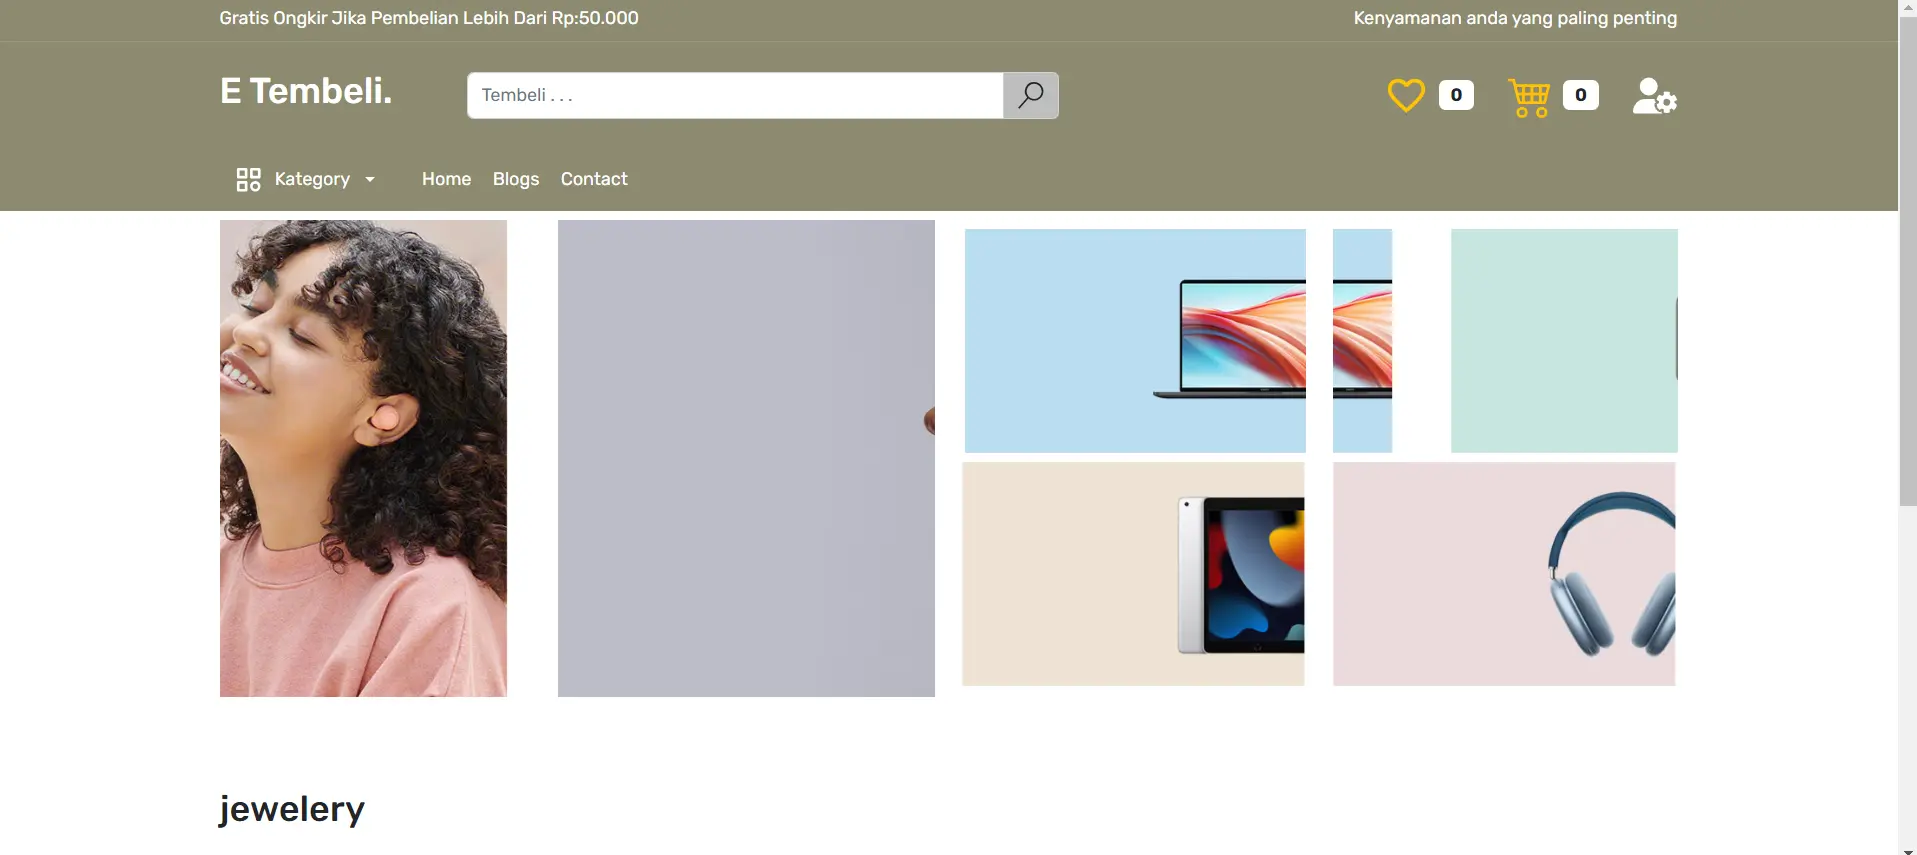 Gratis Ongkir Jika Pembelian Lebih Dari Rp:50.000
Kenyamanan anda yang paling penting
E Tembeli.
Tembeli . . .
0
0
Kategory
Home
Blogs
Contact
jewelery